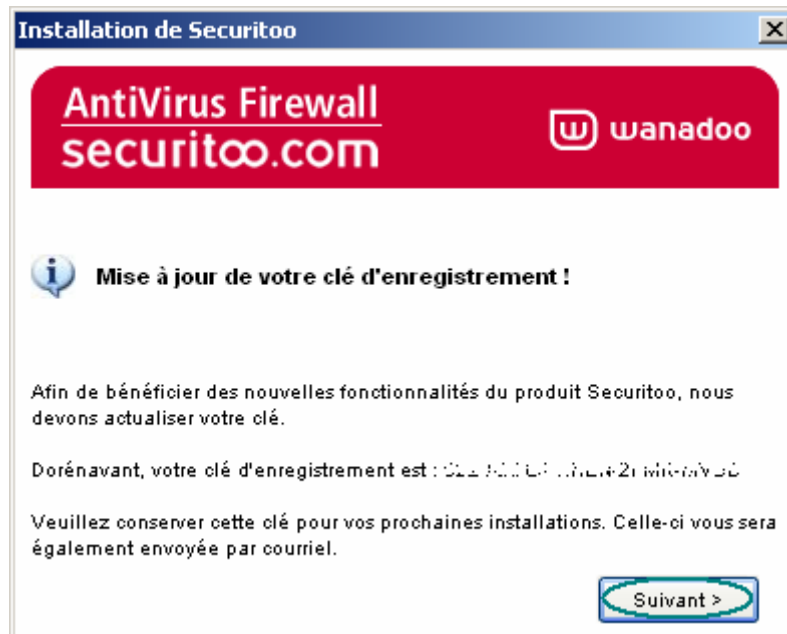 Installation de Securitoo
AntiVirus Firewall
securitoo.com
wanadoo
Mise à jour de votre clé d'enregistrement !
Afin de bénéficier des nouvelles fonctionnalités du produit Securitoo, nous
devons actualiser votre clé.
Dorénavant, votre clé d'enregistrement est :
Veuillez conserver cette clé pour vos prochaines installations. Celle-ci vous sera
également envoyée par courriel.
Suivant >